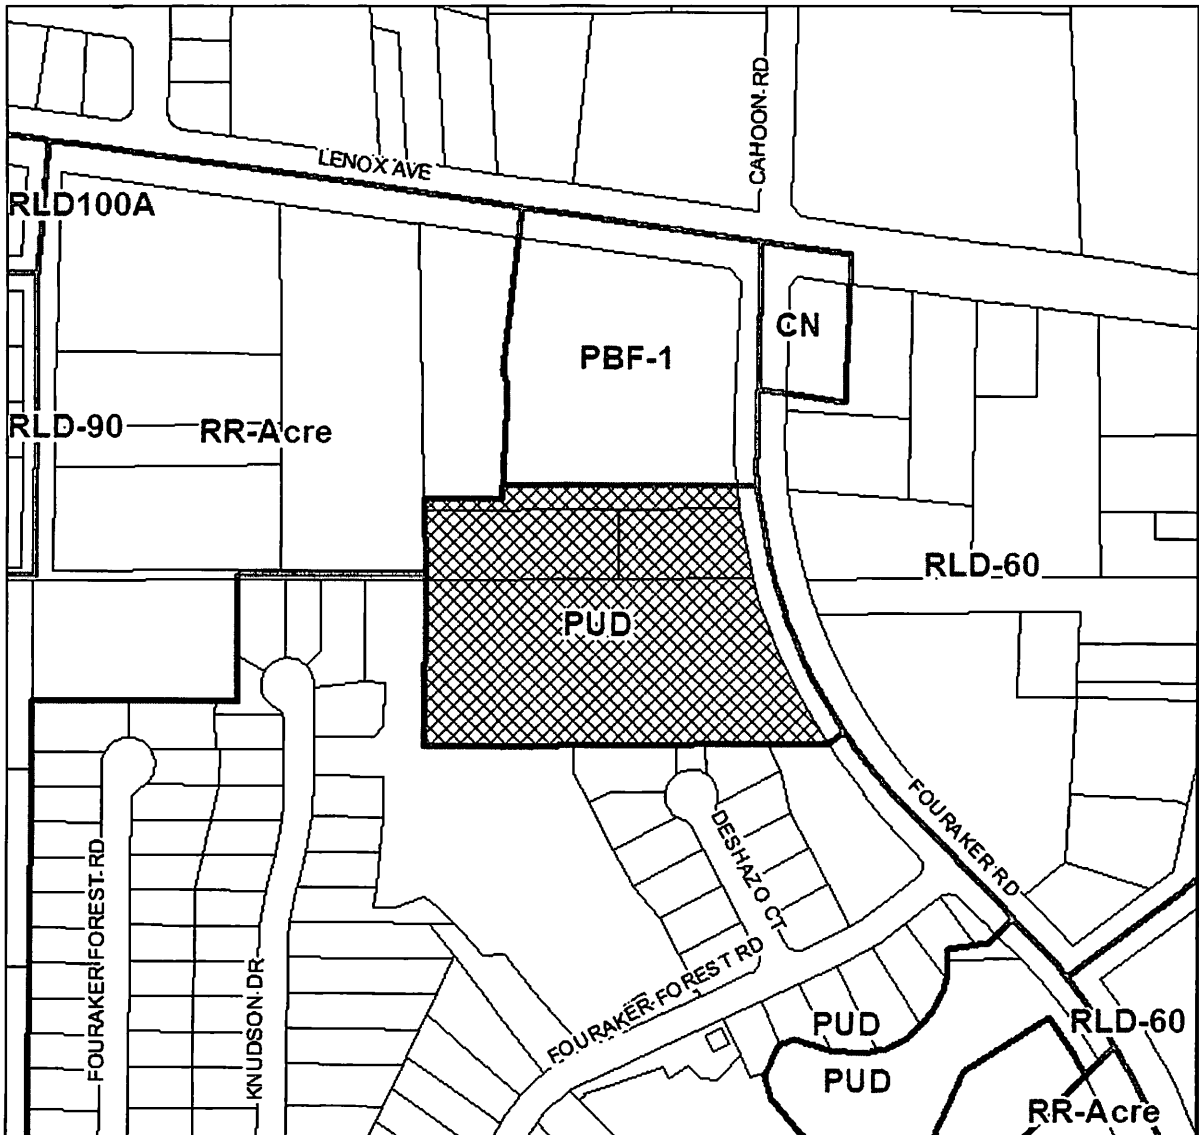 CAHOON RD
LENOX AVE
RLD100A
CN
PBF-1
RLD-90
RR-Acre
RLD-60
PUD
FOURAKER RD
DESHAZO CT
FOURAKER FOREST RD
KNUDSON DR
FOURAKER FOREST RD
PUD
RLD-60
PUD
RR-Acre